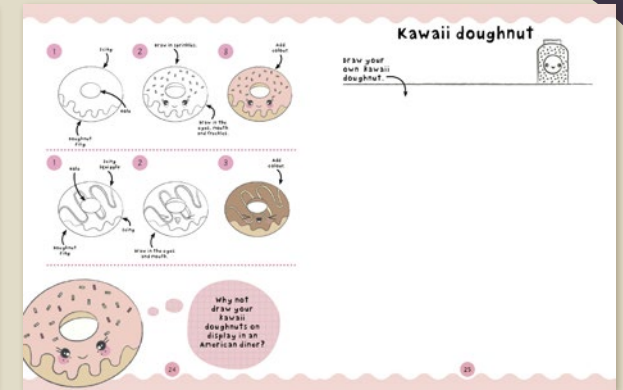 1
Icing
Hole
Doughnut
ring
2
Draw in sprinkles.
Draw in the
eyes, mouth
and freckles.
3
Add
colour.
1
Hole
Icing
squiggle
Icing
Doughnut
ring
2
Draw in the eyes
and mouth.
3
Add
colour.
Why not
draw your
kawaii
doughnuts on
display in an
American diner?
24
Kawaii doughnut
Draw your
own kawaii
doughnut.
25